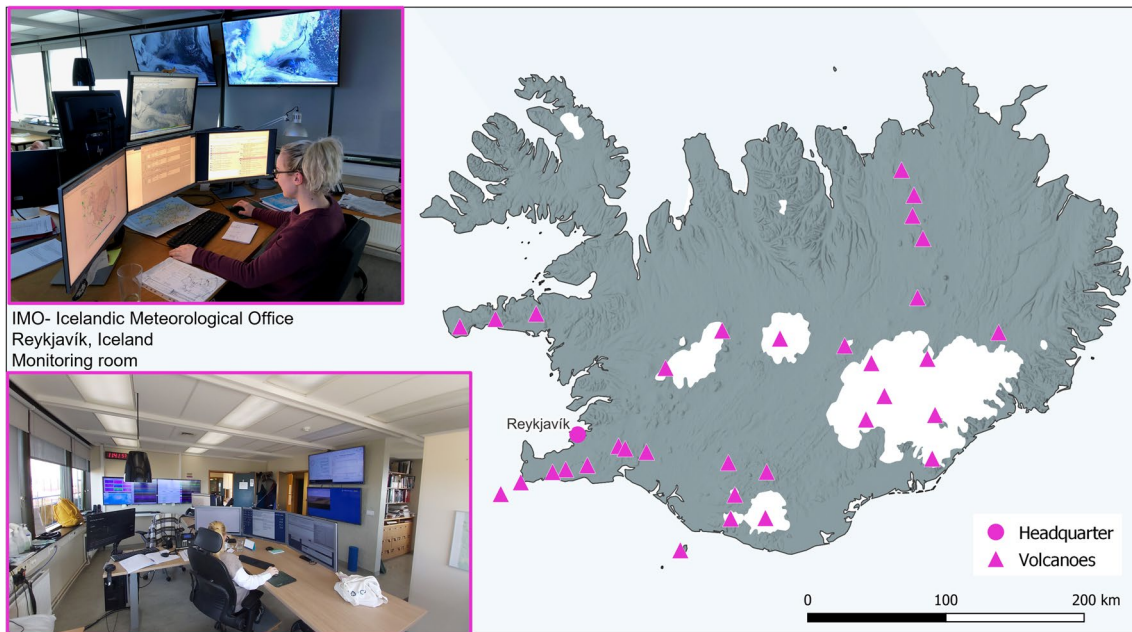 IMO- Icelandic Meteorological Office
Reykjavík, Iceland
Monitoring room
Reykjavík
Headquarter
Volcanoes
0 100 200 km